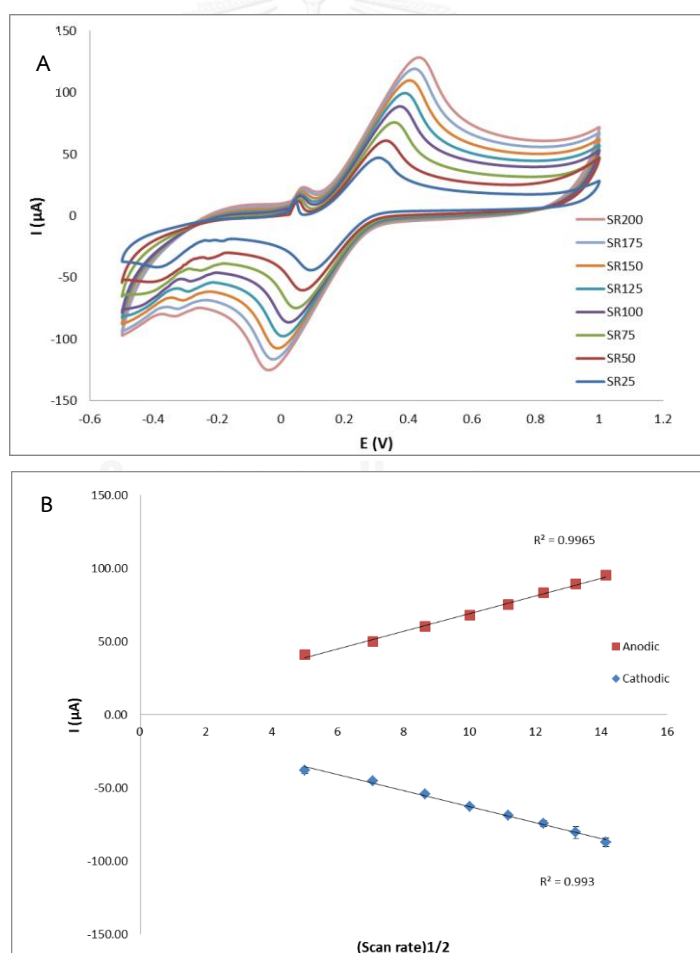 A
150
100
50
0
-50
-100
-150
I (µA)
-0.6
-0.4
-0.2
0
0.2
0.4
0.6
0.8
1
1.2
E (V)
SR200
SR175
SR150
SR125
SR100
SR75
SR50
SR25
B
150.00
100.00
50.00
0.00
-50.00
-100.00
-150.00
I (µA)
0
2
4
6
8
10
12
14
16
R² = 0.9965
Anodic
Cathodic
R² = 0.993
(Scan rate)1/2